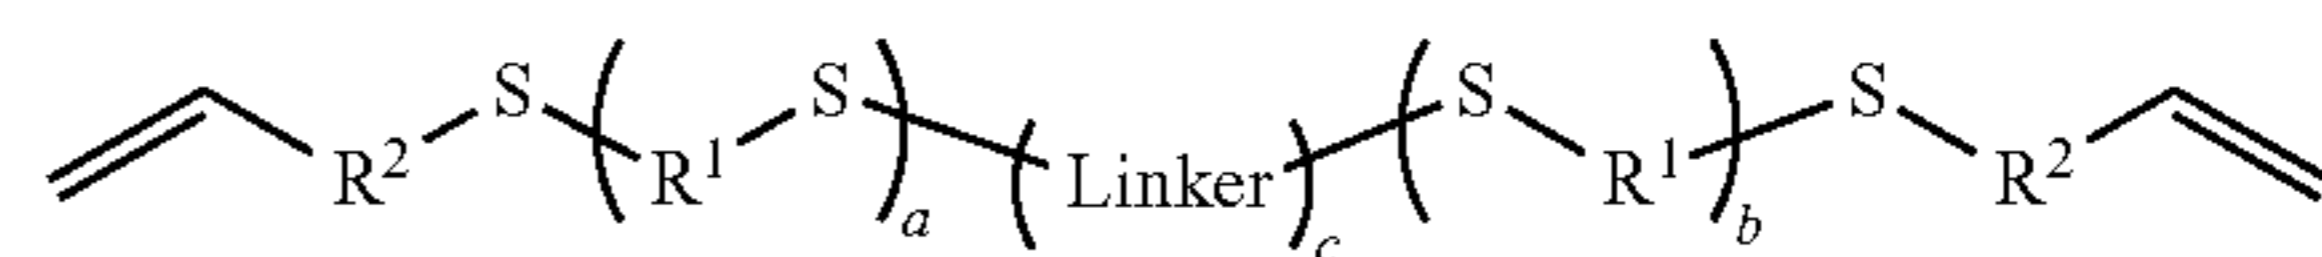 R² S ( R¹ S )a ( Linker )c ( S R¹ )b S R²